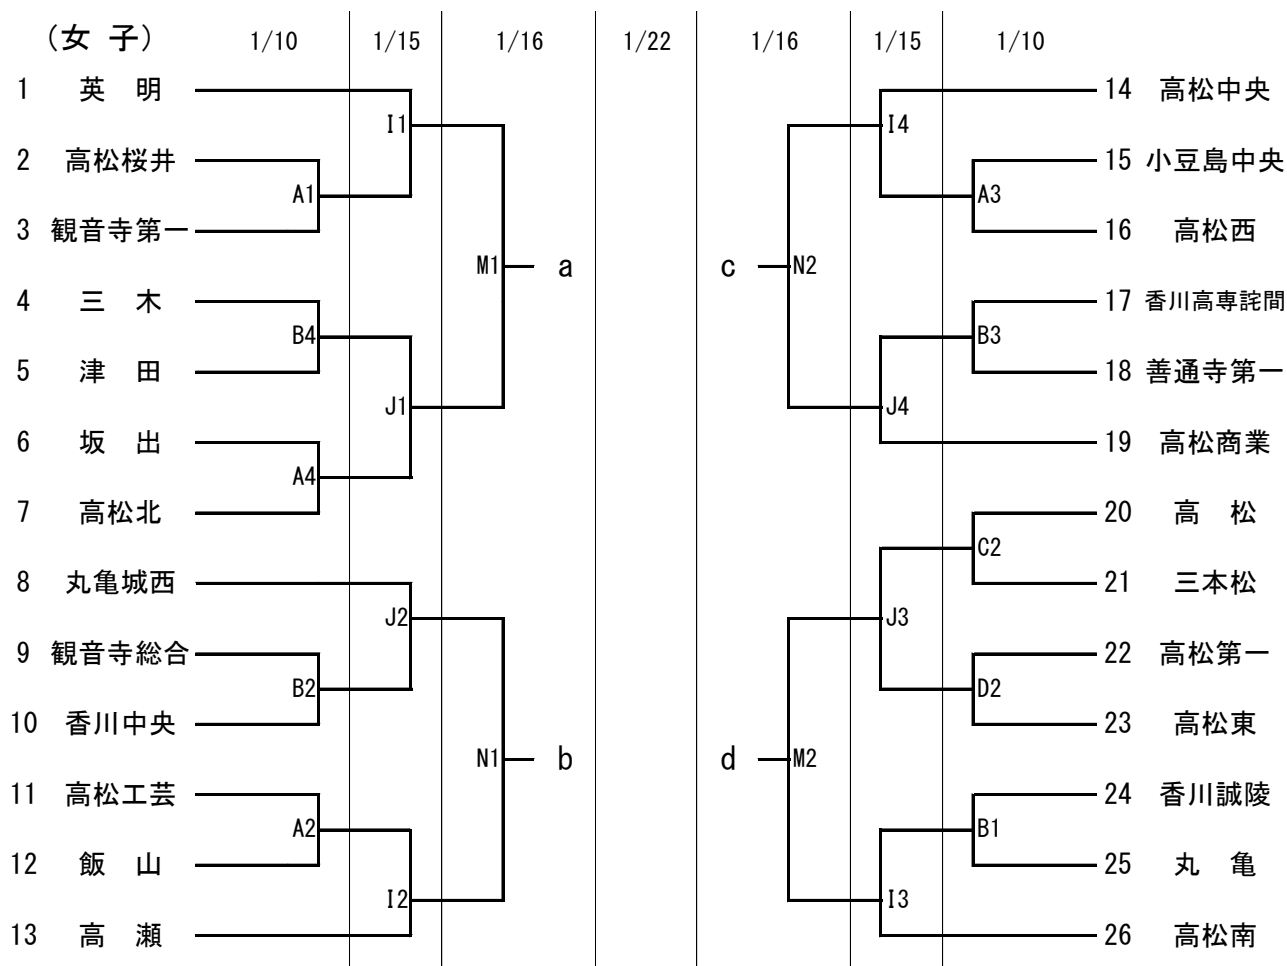 (女 子) 1/10 1/15 1/16 1/22 1/16 1/15 1/10
1 英 明
I1
2 高松桜井
A1
3 観音寺第一
M1 a
4 三 木
B4
5 津 田
J1
6 坂 出
A4
7 高松北
8 丸亀城西
J2
9 観音寺総合
B2
10 香川中央
N1 b
11 高松工芸
A2
12 飯 山
I2
13 高 瀬
14 高松中央
I4
15 小豆島中央
A3
16 高松西
c N2
17 香川高専詫間
B3
18 善通寺第一
J4
19 高松商業
20 高 松
C2
21 三本松
J3
22 高松第一
D2
23 高松東
d M2
24 香川誠陵
B1
25 丸 亀
I3
26 高松南